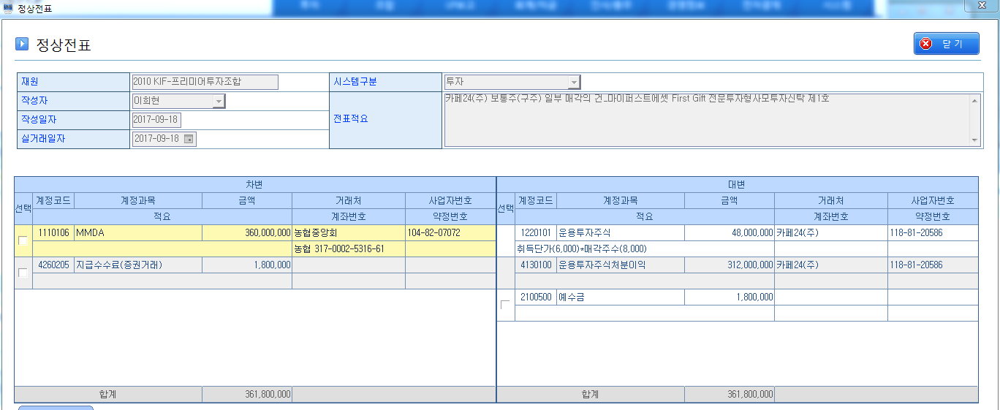 정상전표
정상전표
닫 기
재원 2010 KIF-프리미어투자조합 시스템구분 투자
작성자 이희현
전표적요 카페24(주) 보통주(구주) 일부 매각의 건_마이퍼스트에셋 First Gift 전문투자형사모투자신탁 제1호
작성일자 2017-09-18
실거래일자 2017-09-18
차변 대변
선택 계정코드 계정과목 금액 거래처 사업자번호 선택 계정코드 계정과목 금액 거래처 사업자번호
적요 계좌번호 약정번호 적요 계좌번호 약정번호
1110106 MMDA 360,000,000 농협중앙회 104-82-07072 1220101 운용투자주식 48,000,000 카페24(주) 118-81-20586
농협 317-0002-5316-61 취득단가(6,000)*매각주수(8,000)
4260205 지급수수료(증권거래) 1,800,000 4130100 운용투자주식처분이익 312,000,000 카페24(주) 118-81-20586
2100500 예수금 1,800,000
합계 361,800,000 합계 361,800,000